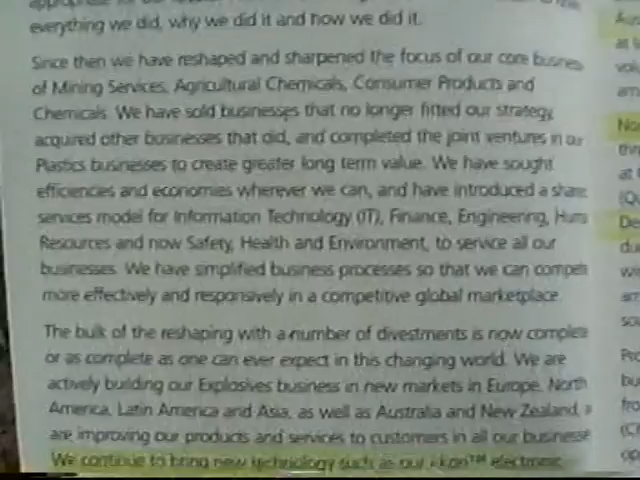 everything we did, why we did it and how we did it.
Since then we have reshaped and sharpened the focus of our core
of Mining Services, Agricultural Chemicals, Consumer Products and
Chemicals. We have sold businesses that no longer fitted our strategy,
acquired other businesses that did, and completed the joint ventures in our
Plastics businesses to create greater long term value. We have sought
efficiencies and economies wherever we can, and have introduced a
services model for Information Technology (IT), Finance, Engineering,
Resources and now Safety, Health and Environment, to service all our
businesses. We have simplified business processes so that we can
more effectively and responsively in a competitive global marketplace.
The bulk of the reshaping with a number of divestments is now complete
or as complete as one can ever expect in this changing world. We are
actively building our Explosives business in new markets in Europe, North
America, Latin America and Asia, as well as Australia and New Zealand,
are improving our products and services to customers in all our
We continue to bring new technology such as our i-kon™ electronic